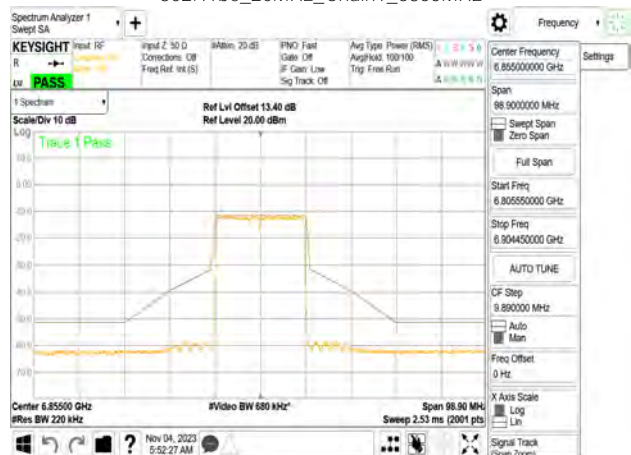 Spectrum Analyzer 1
Swept SA
Frequency
KEYSIGHT
Input: RF
Input Z: 50 Ω
#Atten: 20 dB
PNO: Fast
Avg Type: Power (RMS)
R
Corrections: Off
Gate: Off
Avg|Hold: 100/100
Freq Ref: Int (S)
IF Gain: Low
Trig: Free Run
Sig Track: Off
PASS
Center Frequency
6.855000000 GHz
Settings
Span
98.9000000 MHz
Swept Span
Zero Span
Full Span
Start Freq
6.805550000 GHz
Stop Freq
6.904450000 GHz
AUTO TUNE
CF Step
9.890000 MHz
Auto
Man
Freq Offset
0 Hz
X Axis Scale
Log
Lin
Signal Track
(Span Zoom)
1 Spectrum
Scale/Div 10 dB
Ref Lvl Offset 13.40 dB
Ref Level 20.00 dBm
Log
Trace 1 Pass
Center 6.85500 GHz
#Video BW 680 kHz*
Span 98.90 MHz
#Res BW 220 kHz
Sweep 2.53 ms (2001 pts
Nov 04, 2023
5:52:27 AM